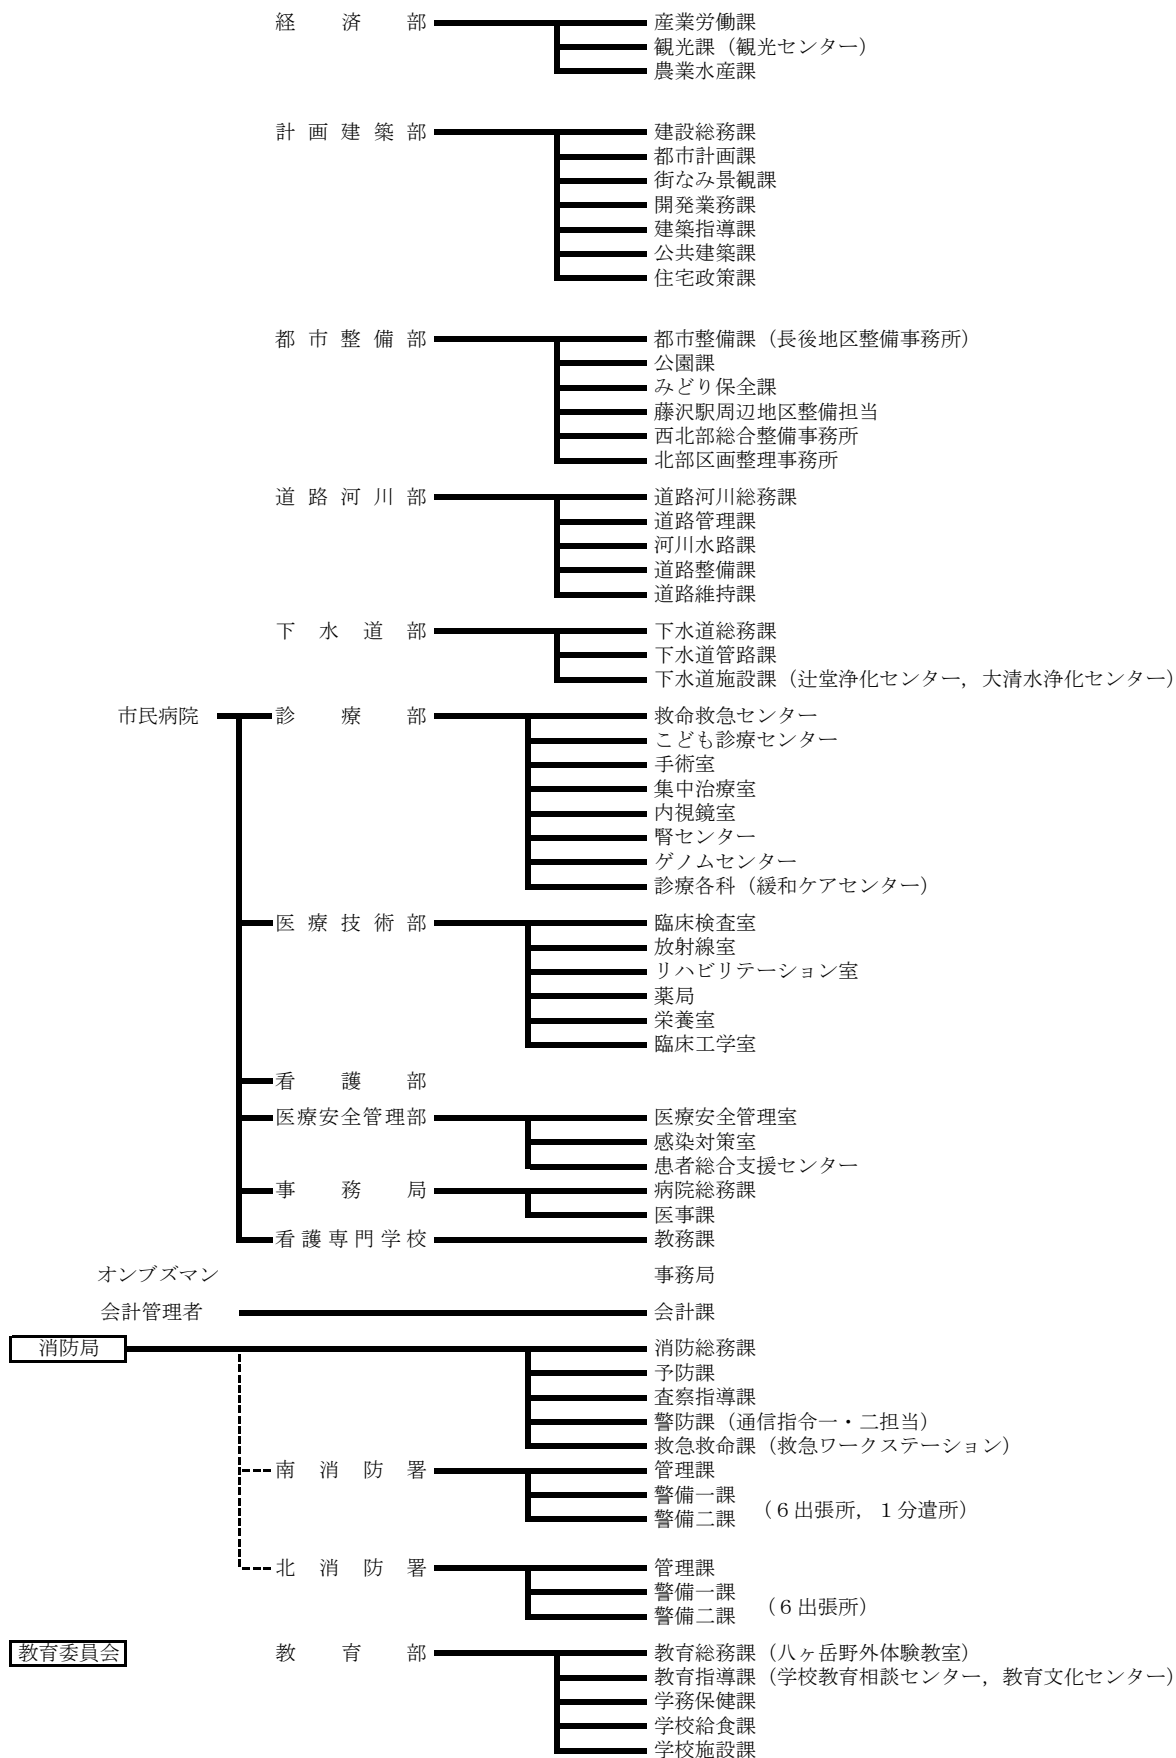 経済部 産業労働課
観光課（観光センター）
農業水産課
計画建築部 建設総務課
都市計画課
街なみ景観課
開発業務課
建築指導課
公共建築課
住宅政策課
都市整備部 都市整備課（長後地区整備事務所）
公園課
みどり保全課
藤沢駅周辺地区整備担当
西北部総合整備事務所
北部区画整理事務所
道路河川部 道路河川総務課
道路管理課
河川水路課
道路整備課
道路維持課
下水道部 下水道総務課
下水道管路課
下水道施設課（辻堂浄化センター，大清水浄化センター）
市民病院 診療部 救命救急センター
こども診療センター
手術室
集中治療室
内視鏡室
腎センター
ゲノムセンター
診療各科（緩和ケアセンター）
医療技術部 臨床検査室
放射線室
リハビリテーション室
薬局
栄養室
臨床工学室
看護部
医療安全管理部 医療安全管理室
感染対策室
患者総合支援センター
事務局 病院総務課
医事課
看護専門学校 教務課
オンブズマン 事務局
会計管理者 会計課
消防局 消防総務課
予防課
査察指導課
警防課（通信指令一・二担当）
救急救命課（救急ワークステーション）
南消防署 管理課
警備一課
警備二課 （６出張所，１分遣所）
北消防署 管理課
警備一課
警備二課 （６出張所）
教育委員会 教育部 教育総務課（八ヶ岳野外体験教室）
教育指導課（学校教育相談センター，教育文化センター）
学務保健課
学校給食課
学校施設課